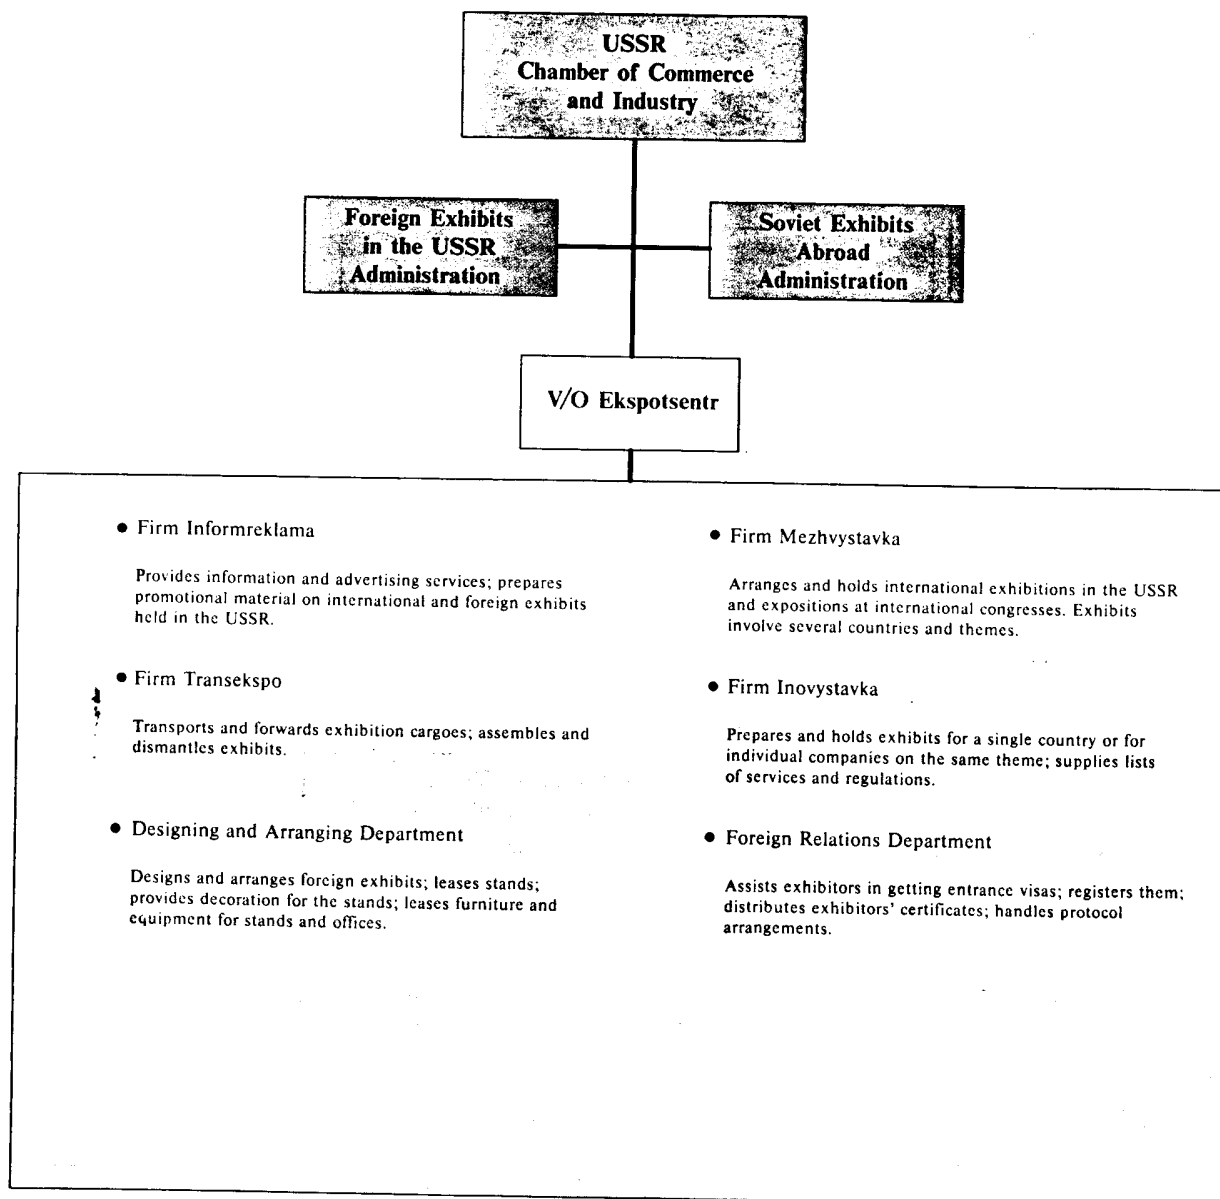 USSR
Chamber of Commerce
and Industry
Foreign Exhibits
in the USSR
Administration
Soviet Exhibits
Abroad
Administration
V/O Ekspotsentr
● Firm Informreklama
Provides information and advertising services; prepares
promotional material on international and foreign exhibits
held in the USSR.
● Firm Transekspo
Transports and forwards exhibition cargoes; assembles and
dismantles exhibits.
● Designing and Arranging Department
Designs and arranges foreign exhibits; leases stands;
provides decoration for the stands; leases furniture and
equipment for stands and offices.
● Firm Mezhvystavka
Arranges and holds international exhibitions in the USSR
and expositions at international congresses. Exhibits
involve several countries and themes.
● Firm Inovystavka
Prepares and holds exhibits for a single country or for
individual companies on the same theme; supplies lists
of services and regulations.
● Foreign Relations Department
Assists exhibitors in getting entrance visas; registers them;
distributes exhibitors' certificates; handles protocol
arrangements.